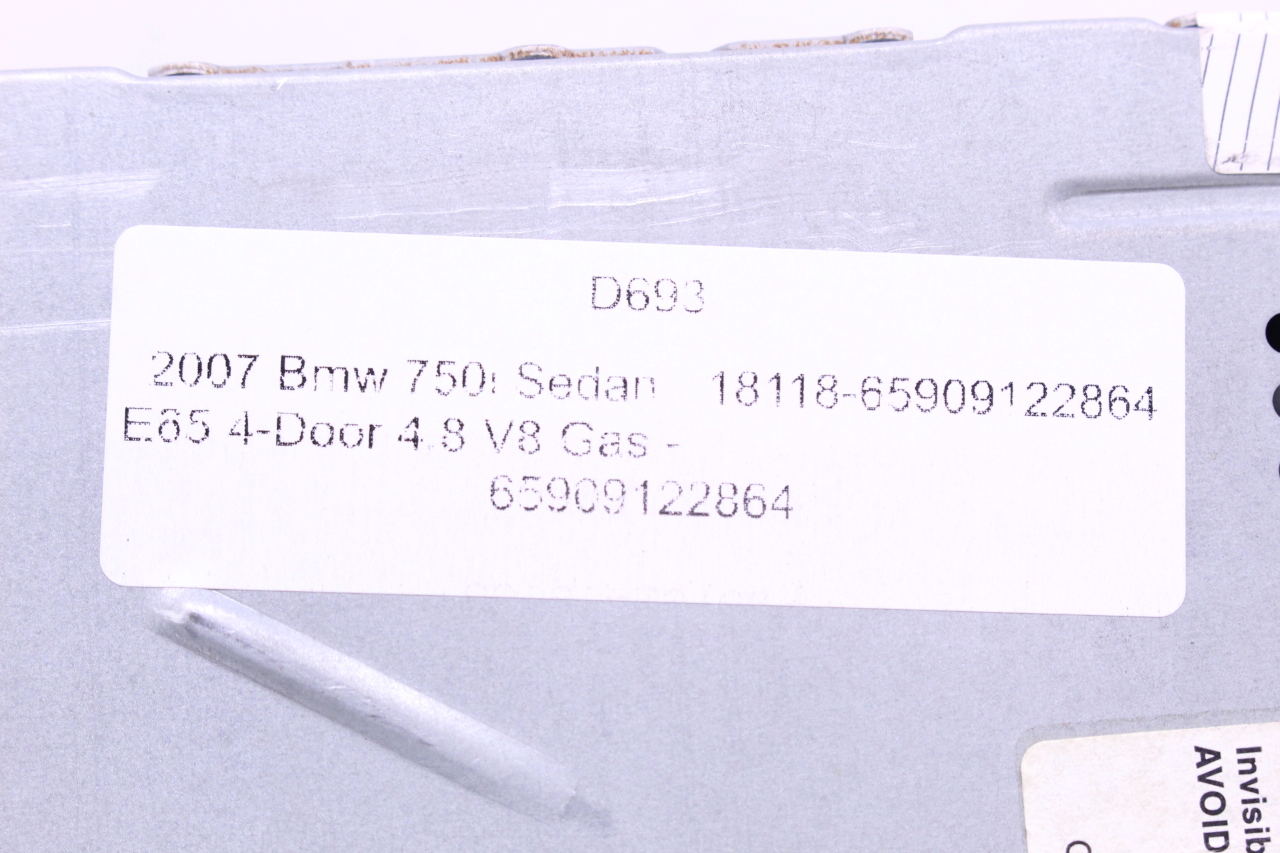 D693
2007 Bmw 750i Sedan 18118-65909122864
E65 4-Door 4.8 V8 Gas -
65909122864
Invisib
AVOID